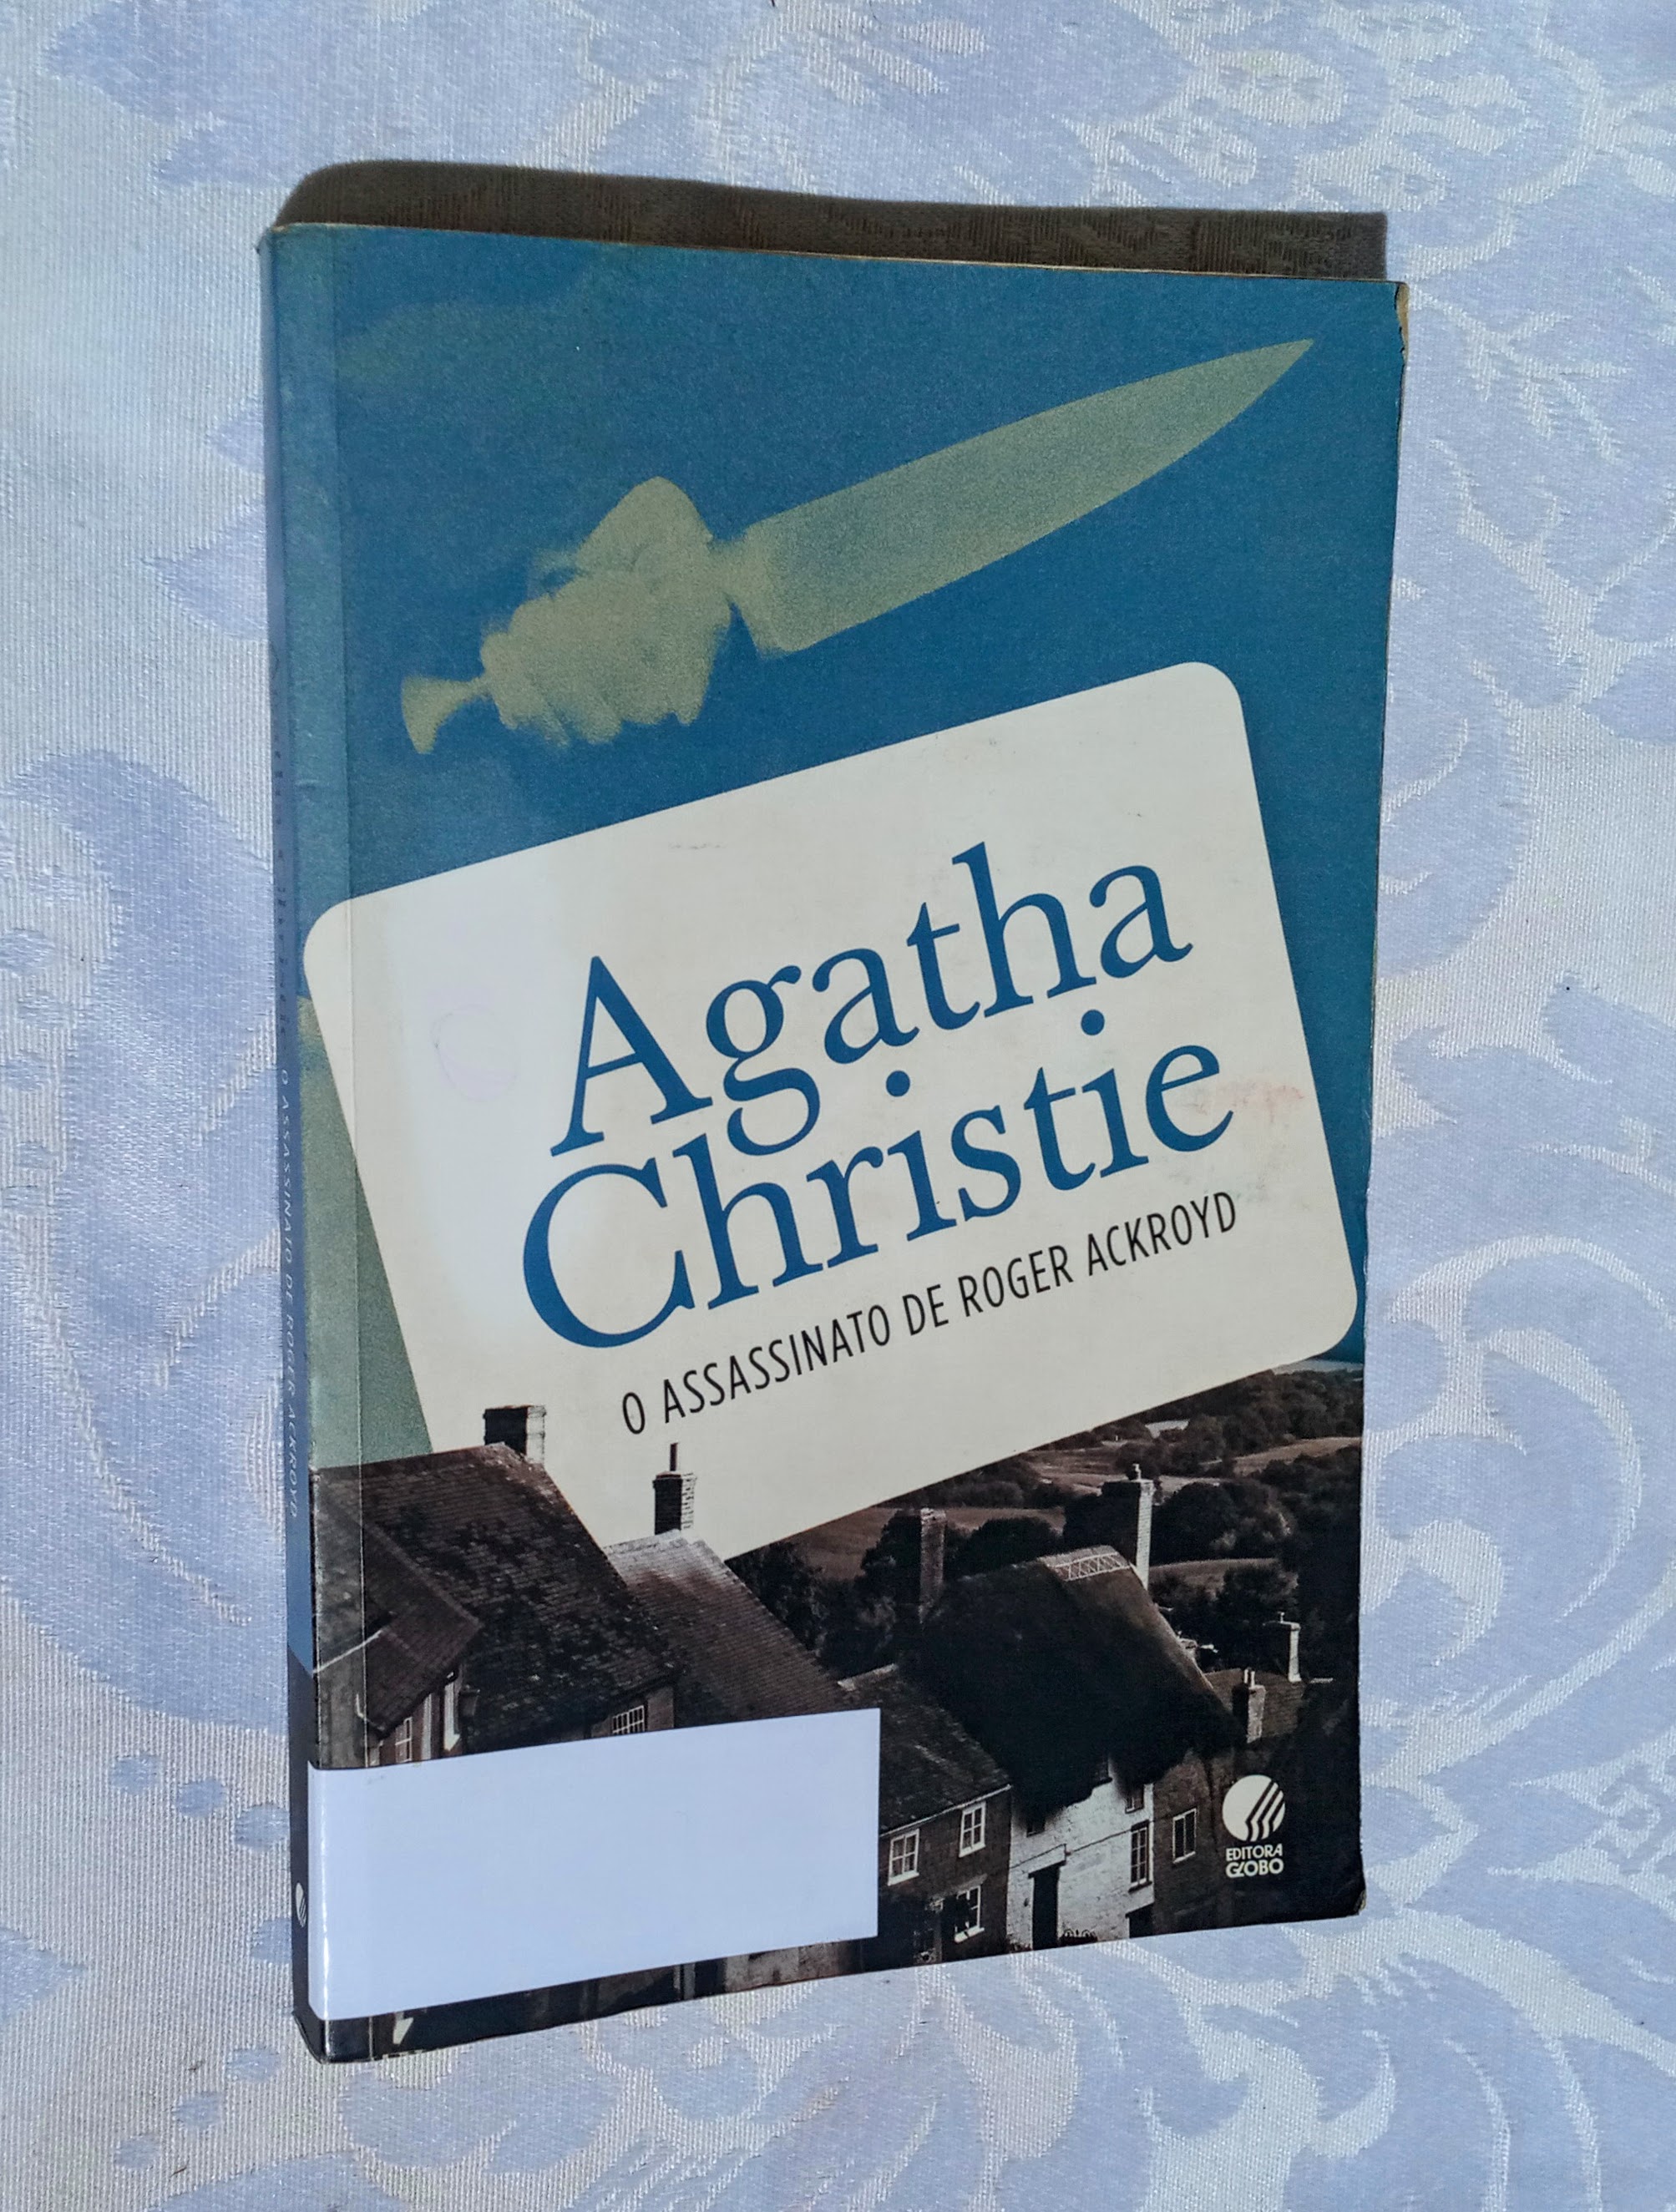 Agatha
Christie
O ASSASSINATO DE ROGER ACKROYD
EDITORA
GLOBO
O ASSASSINATO DE ROGER ACKROYD